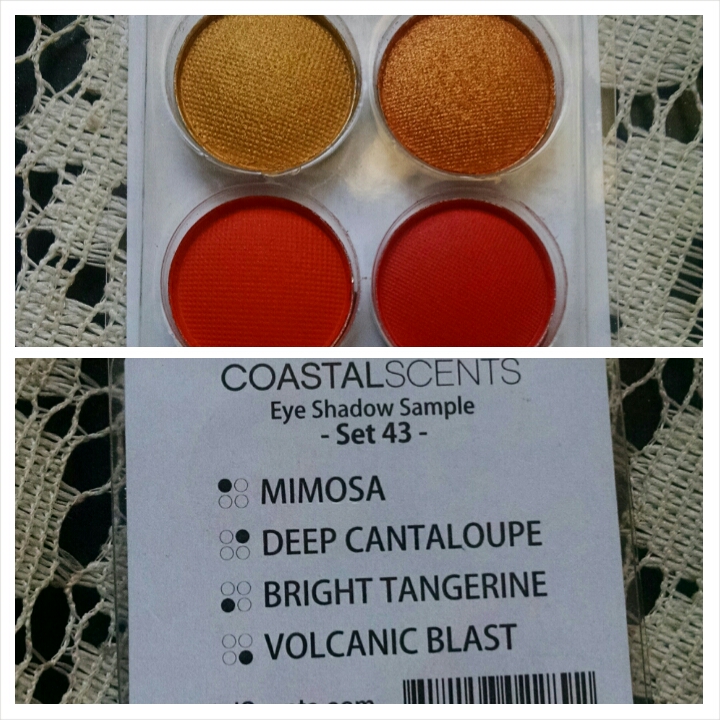 COASTALSCENTS
Eye Shadow Sample
- Set 43 -
MIMOSA
DEEP CANTALOUPE
BRIGHT TANGERINE
VOLCANIC BLAST